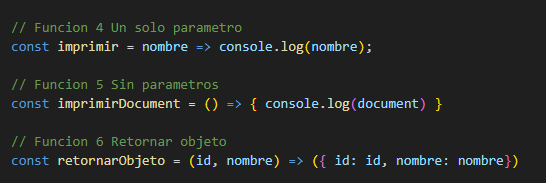 // Funcion 4 Un solo parametro
const imprimir = nombre => console.log(nombre);
// Funcion 5 Sin parametros
const imprimirDocument = () => { console.log(document) }
// Funcion 6 Retornar objeto
const retornarObjeto = (id, nombre) => ({ id: id, nombre: nombre})